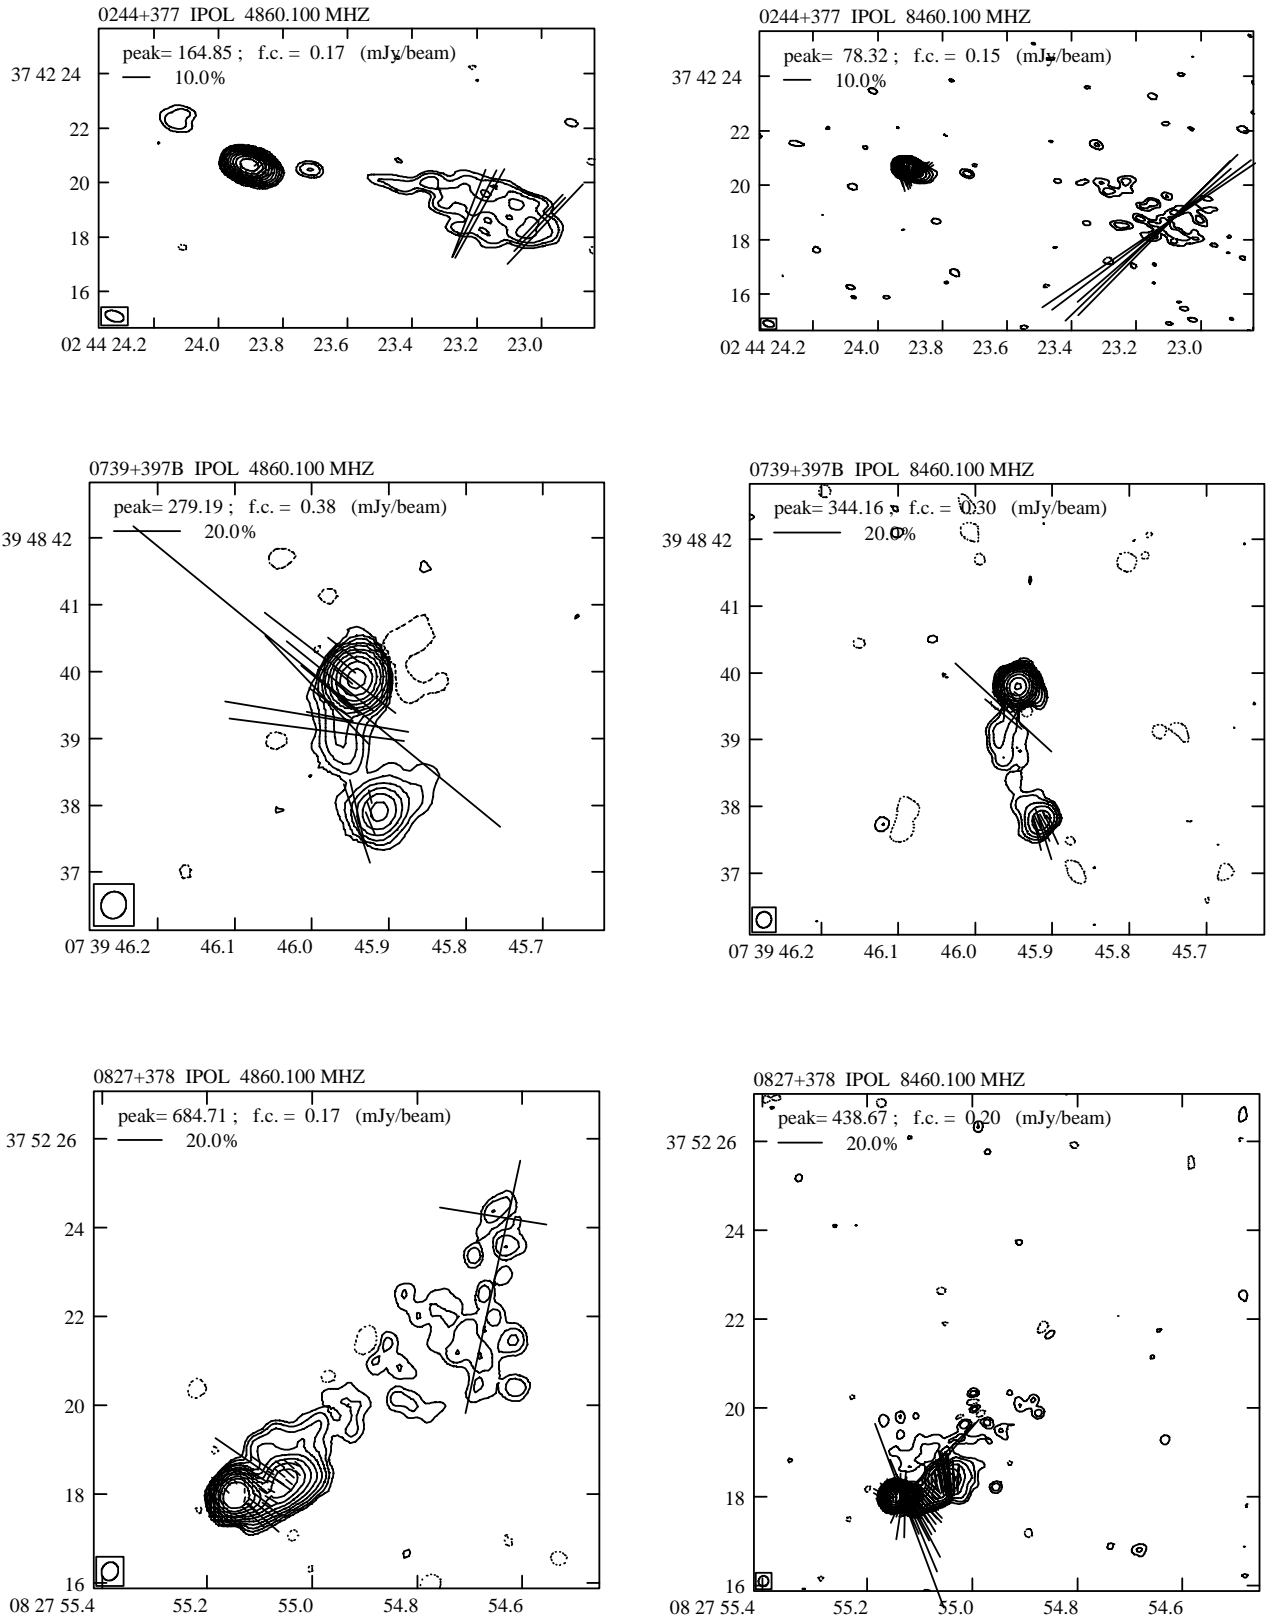 0244+377 IPOL 4860.100 MHZ
peak= 164.85 ; f.c. = 0.17 (mJy/beam)
10.0%
37 42 24
22
20
18
16
02 44 24.2 24.0 23.8 23.6 23.4 23.2 23.0
0244+377 IPOL 8460.100 MHZ
peak= 78.32 ; f.c. = 0.15 (mJy/beam)
10.0%
37 42 24
22
20
18
16
02 44 24.2 24.0 23.8 23.6 23.4 23.2 23.0
0739+397B IPOL 4860.100 MHZ
peak= 279.19 ; f.c. = 0.38 (mJy/beam)
20.0%
39 48 42
41
40
39
38
37
07 39 46.2 46.1 46.0 45.9 45.8 45.7
0739+397B IPOL 8460.100 MHZ
peak= 344.16 ; f.c. = 0.30 (mJy/beam)
20.0%
39 48 42
41
40
39
38
37
07 39 46.2 46.1 46.0 45.9 45.8 45.7
0827+378 IPOL 4860.100 MHZ
peak= 684.71 ; f.c. = 0.17 (mJy/beam)
20.0%
37 52 26
24
22
20
18
16
08 27 55.4 55.2 55.0 54.8 54.6
0827+378 IPOL 8460.100 MHZ
peak= 438.67 ; f.c. = 0.20 (mJy/beam)
20.0%
37 52 26
24
22
20
18
16
08 27 55.4 55.2 55.0 54.8 54.6